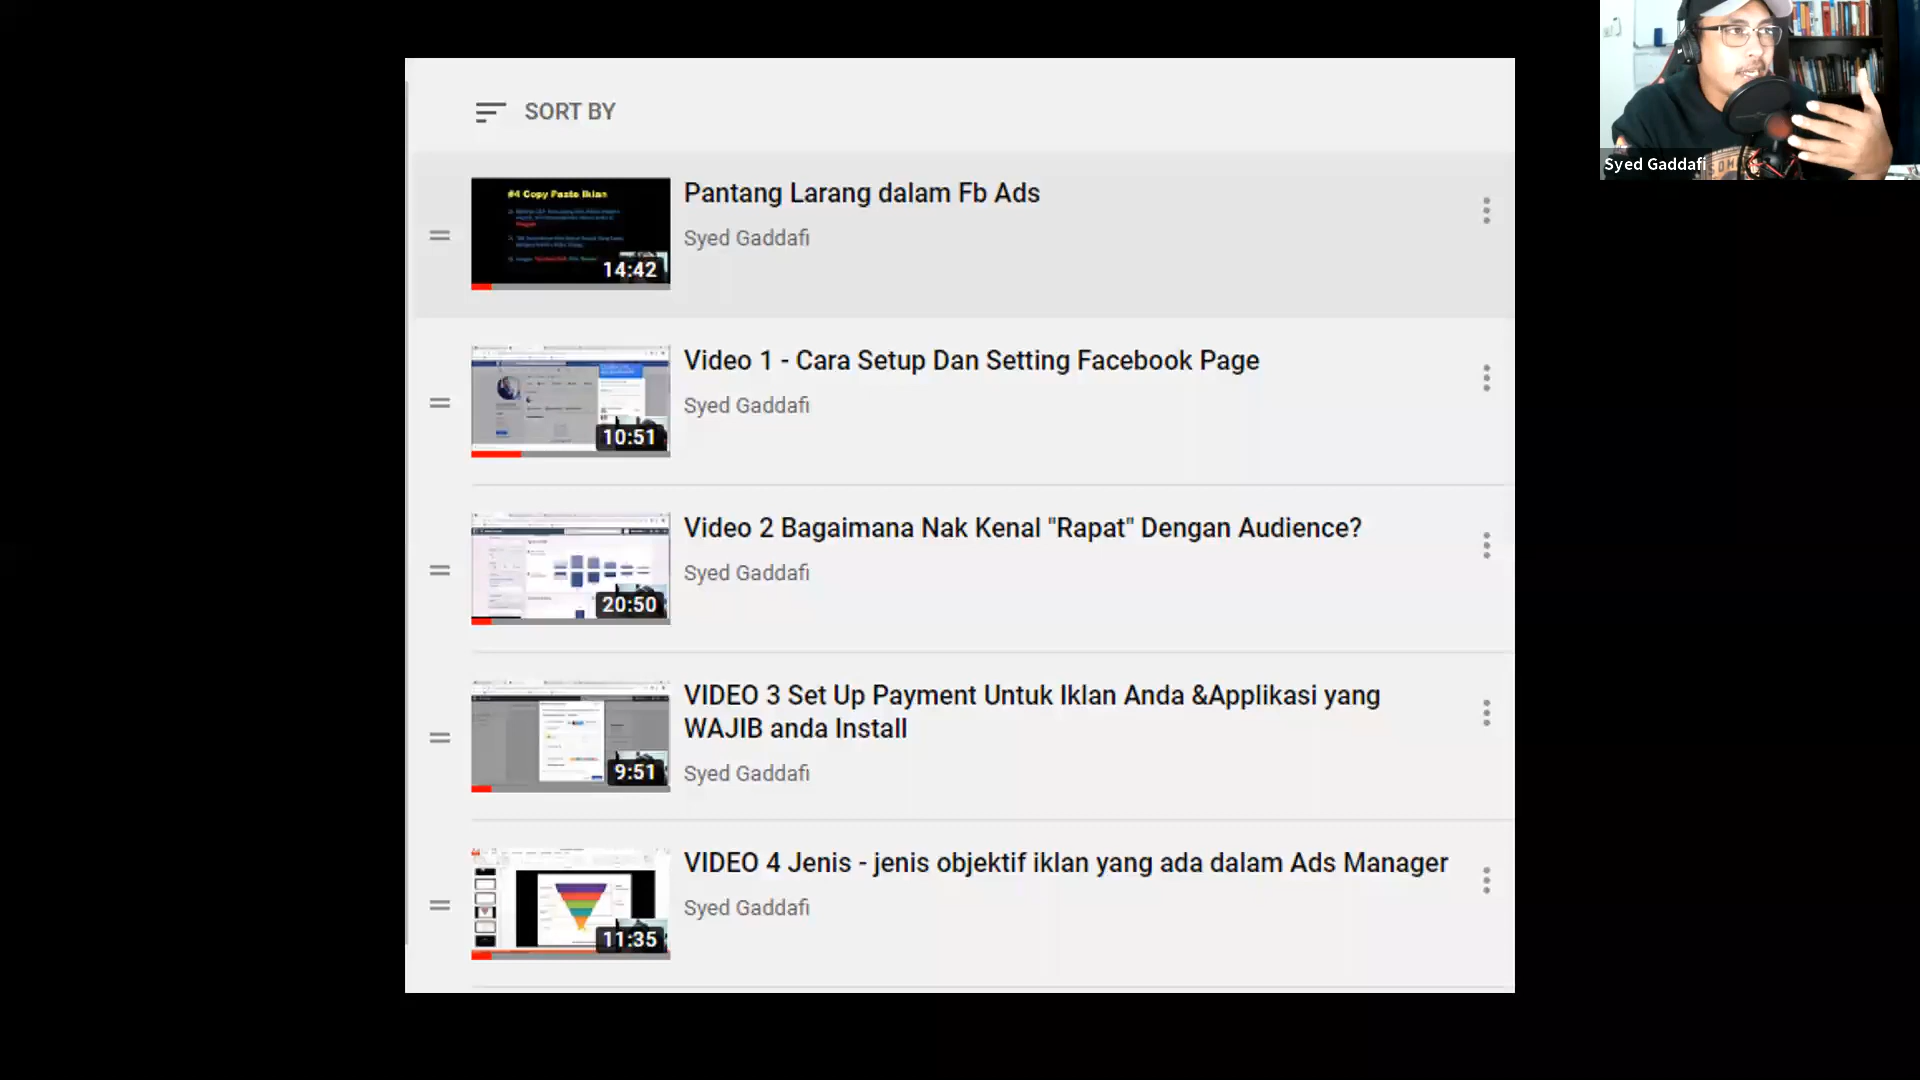 SORT BY
Syed Gaddafi
#4 Copy Paste Iklan
Pantang Larang dalam Fb Ads
Syed Gaddafi
14:42
Video 1 - Cara Setup Dan Setting Facebook Page
Syed Gaddafi
10:51
Video 2 Bagaimana Nak Kenal "Rapat" Dengan Audience?
Syed Gaddafi
20:50
VIDEO 3 Set Up Payment Untuk Iklan Anda &Applikasi yang
WAJIB anda Install
Syed Gaddafi
9:51
VIDEO 4 Jenis - jenis objektif iklan yang ada dalam Ads Manager
Syed Gaddafi
11:35